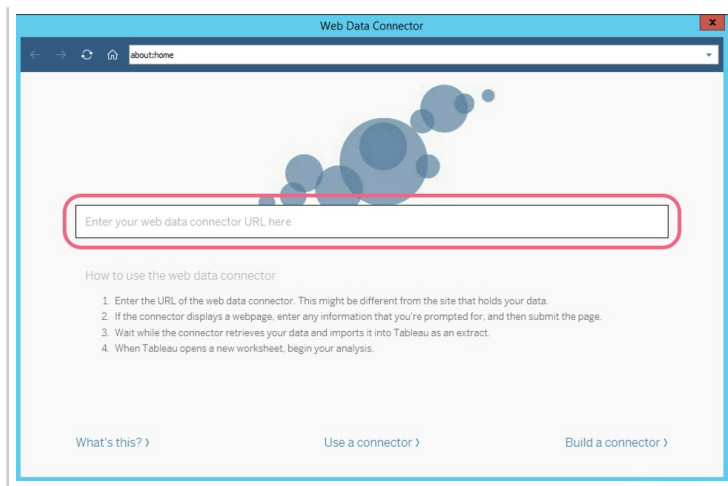 Web Data Connector
x
about:home
Enter your web data connector URL here
How to use the web data connector
1. Enter the URL of the web data connector. This might be different from the site that holds your data.
2. If the connector displays a webpage, enter any information that you're prompted for, and then submit the page.
3. Wait while the connector retrieves your data and imports it into Tableau as an extract.
4. When Tableau opens a new worksheet, begin your analysis.
What's this? ❭
Use a connector ❭
Build a connector ❭